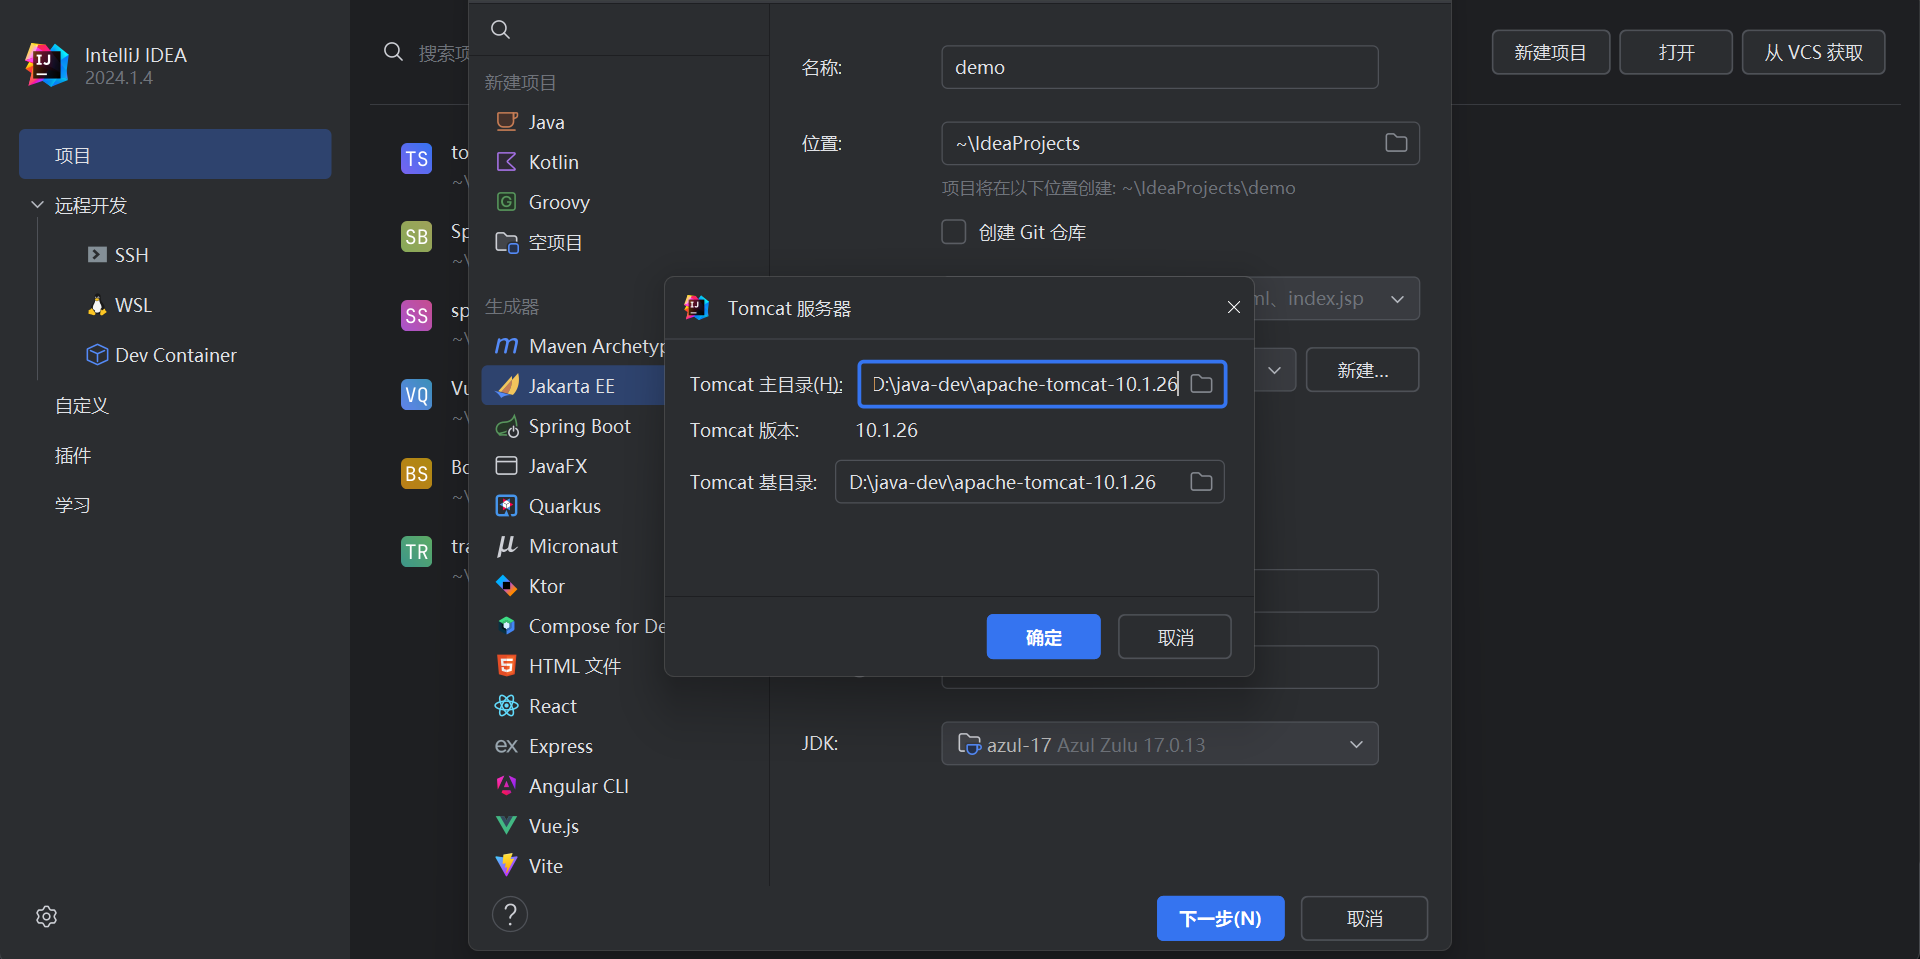 IntelliJ IDEA
2024.1.4
项目
远程开发
SSH
WSL
Dev Container
自定义
插件
学习
搜索项
新建项目
打开
从 VCS 获取
TS
to
~\
SB
Sp
~\
SS
sp
~\
VQ
Vu
~\
BS
Bo
~\
TR
tra
~\
新建项目
Java
Kotlin
Groovy
空项目
生成器
Maven Archetyp
Jakarta EE
Spring Boot
JavaFX
Quarkus
Micronaut
Ktor
Compose for De
HTML 文件
React
Express
Angular CLI
Vue.js
Vite
名称:
demo
位置:
~\IdeaProjects
项目将在以下位置创建: ~\IdeaProjects\demo
创建 Git 仓库
ml、index.jsp
新建...
Tomcat 服务器
Tomcat 主目录(H):
D:\java-dev\apache-tomcat-10.1.26
Tomcat 版本:
10.1.26
Tomcat 基目录:
D:\java-dev\apache-tomcat-10.1.26
确定
取消
JDK:
azul-17 Azul Zulu 17.0.13
?
下一步(N)
取消